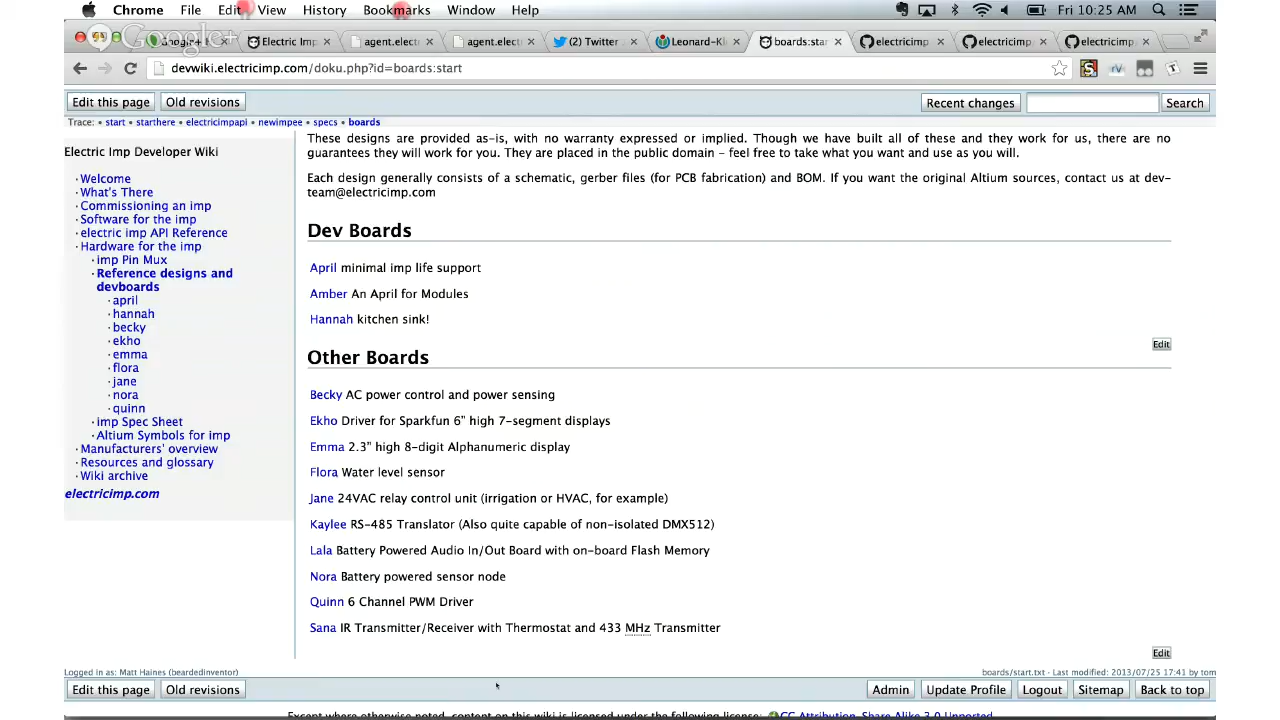 Chrome File Edit View History Bookmarks Window Help Fri 10:25 AM
Google+
Google+ Electric Imp agent.electr agent.electr (2) Twitter Leonard-Kl boards:star electricimp electricimp electricimp
devwiki.electricimp.com/doku.php?id=boards:start
Edit this page Old revisions Recent changes Search
Trace: • start • starthere • electricimpapi • newimpee • specs • boards
Electric Imp Developer Wiki
· Welcome
· What's There
· Commissioning an imp
· Software for the imp
· electric imp API Reference
· Hardware for the imp
· imp Pin Mux
· Reference designs and
devboards
· april
· hannah
· becky
· ekho
· emma
· flora
· jane
· nora
· quinn
· imp Spec Sheet
· Altium Symbols for imp
· Manufacturers' overview
· Resources and glossary
· Wiki archive
electricimp.com
These designs are provided as-is, with no warranty expressed or implied. Though we have built all of these and they work for us, there are no
guarantees they will work for you. They are placed in the public domain – feel free to take what you want and use as you will.
Each design generally consists of a schematic, gerber files (for PCB fabrication) and BOM. If you want the original Altium sources, contact us at dev-
team@electricimp.com
Dev Boards
April minimal imp life support
Amber An April for Modules
Hannah kitchen sink!
Edit
Other Boards
Becky AC power control and power sensing
Ekho Driver for Sparkfun 6" high 7-segment displays
Emma 2.3" high 8-digit Alphanumeric display
Flora Water level sensor
Jane 24VAC relay control unit (irrigation or HVAC, for example)
Kaylee RS-485 Translator (Also quite capable of non-isolated DMX512)
Lala Battery Powered Audio In/Out Board with on-board Flash Memory
Nora Battery powered sensor node
Quinn 6 Channel PWM Driver
Sana IR Transmitter/Receiver with Thermostat and 433 MHz Transmitter
Edit
Logged in as: Matt Haines (beardedinventor) boards/start.txt · Last modified: 2013/07/25 17:41 by tom
Edit this page Old revisions Admin Update Profile Logout Sitemap Back to top
Except where otherwise noted, content on this wiki is licensed under the following license: CC Attribution-Share Alike 3.0 Unported